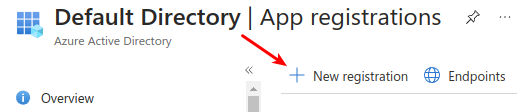 Default Directory | App registrations
Azure Active Directory
New registration
Endpoints
Overview